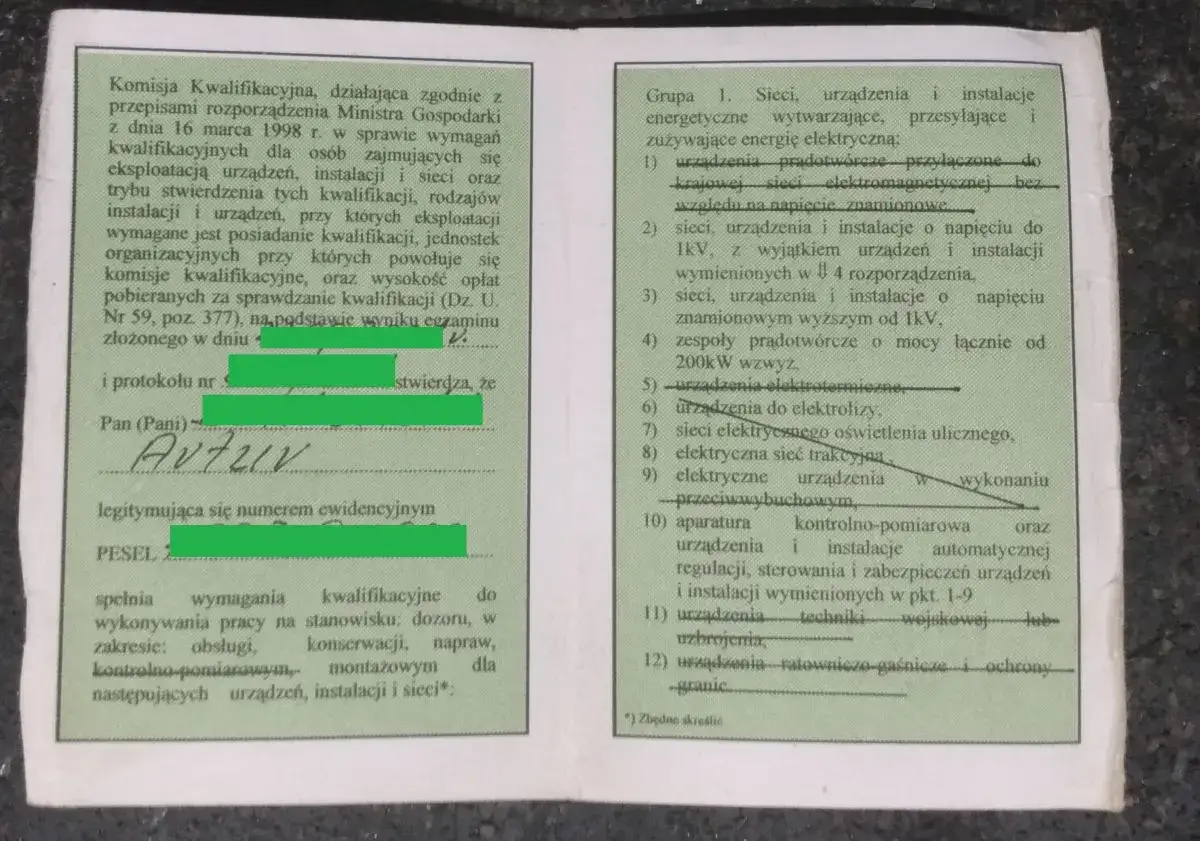 Komisja Kwalifikacyjna, działająca zgodnie z
przepisami rozporządzenia Ministra Gospodarki
z dnia 16 marca 1998 r. w sprawie wymagań
kwalifikacyjnych dla osób zajmujących się
eksploatacją urządzeń, instalacji i sieci oraz
trybu stwierdzenia tych kwalifikacji, rodzajów
instalacji i urządzeń, przy których eksploatacji
wymagane jest posiadanie kwalifikacji, jednostek
organizacyjnych przy których powołuje się
komisje kwalifikacyjne, oraz wysokość opłat
pobieranych za sprawdzanie kwalifikacji (Dz. U.
Nr 59, poz. 377), na podstawie wyniku egzaminu
złożonego w dniu r.
i protokołu nr stwierdza, że
Pan (Pani)
legitymująca się numerem ewidencyjnym
PESEL
spełnia wymagania kwalifikacyjne do
wykonywania pracy na stanowisku: dozoru, w
zakresie: obsługi, konserwacji, napraw,
kontrolno-pomiarowym, montażowym dla
następujących urządzeń, instalacji i sieci*:
Grupa 1. Sieci, urządzenia i instalacje
energetyczne wytwarzające, przesyłające i
zużywające energię elektryczną:
1) urządzenia prądotwórcze przyłączone do
krajowej sieci elektromagnetycznej bez
względu na napięcie znamionowe.
2) sieci, urządzenia i instalacje o napięciu do
1kV, z wyjątkiem urządzeń i instalacji
wymienionych w 4 rozporządzenia,
3) sieci, urządzenia i instalacje o napięciu
znamionowym wyższym od 1kV,
4) zespoły prądotwórcze o mocy łącznie od
200kW wzwyż,
5) urządzenia elektrotermiczne,
6) urządzenia do elektrolizy,
7) sieci elektrycznego oświetlenia ulicznego,
8) elektryczna sieć trakcyjna,
9) elektryczne urządzenia w wykonaniu
przeciwwybuchowym,
10) aparatura kontrolno-pomiarowa oraz
urządzenia i instalacje automatycznej
regulacji, sterowania i zabezpieczeń urządzeń
i instalacji wymienionych w pkt. 1-9
11) urządzenia techniki wojskowej lub
uzbrojenia,
12) urządzenia ratowniczo-gaśnicze i ochrony
granic
*) Zbędne skreślić